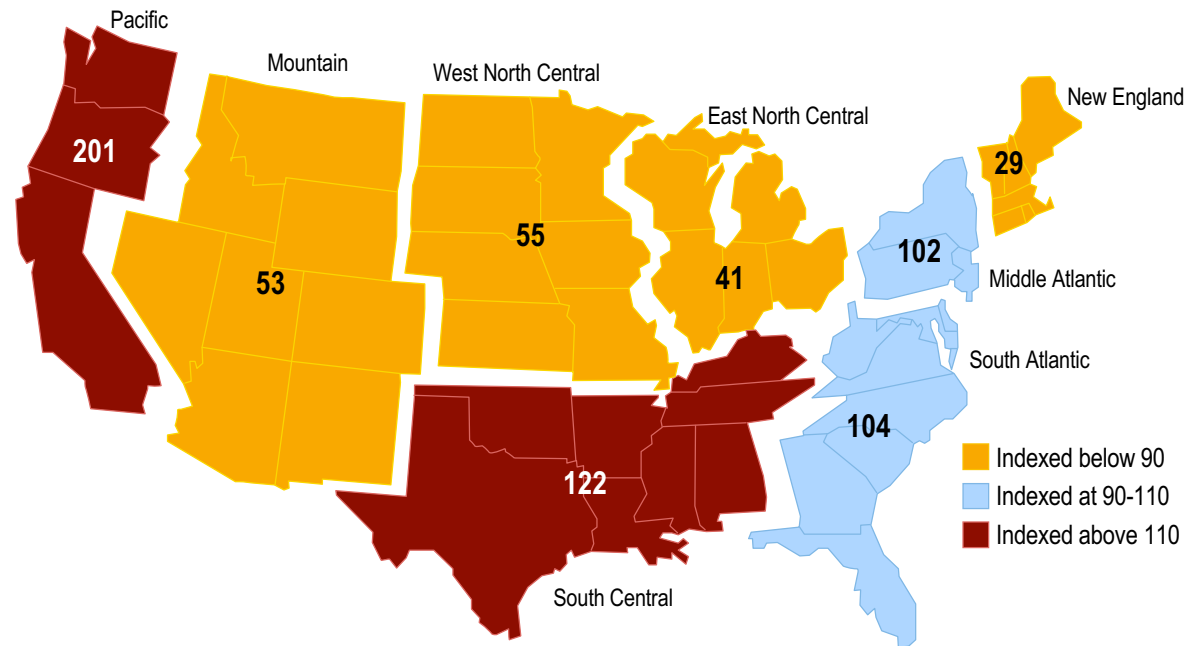 Pacific
Mountain
West North Central
East North Central
New England
201
29
55
102
53
41
Middle Atlantic
South Atlantic
104
Indexed below 90
122
Indexed at 90-110
Indexed above 110
South Central